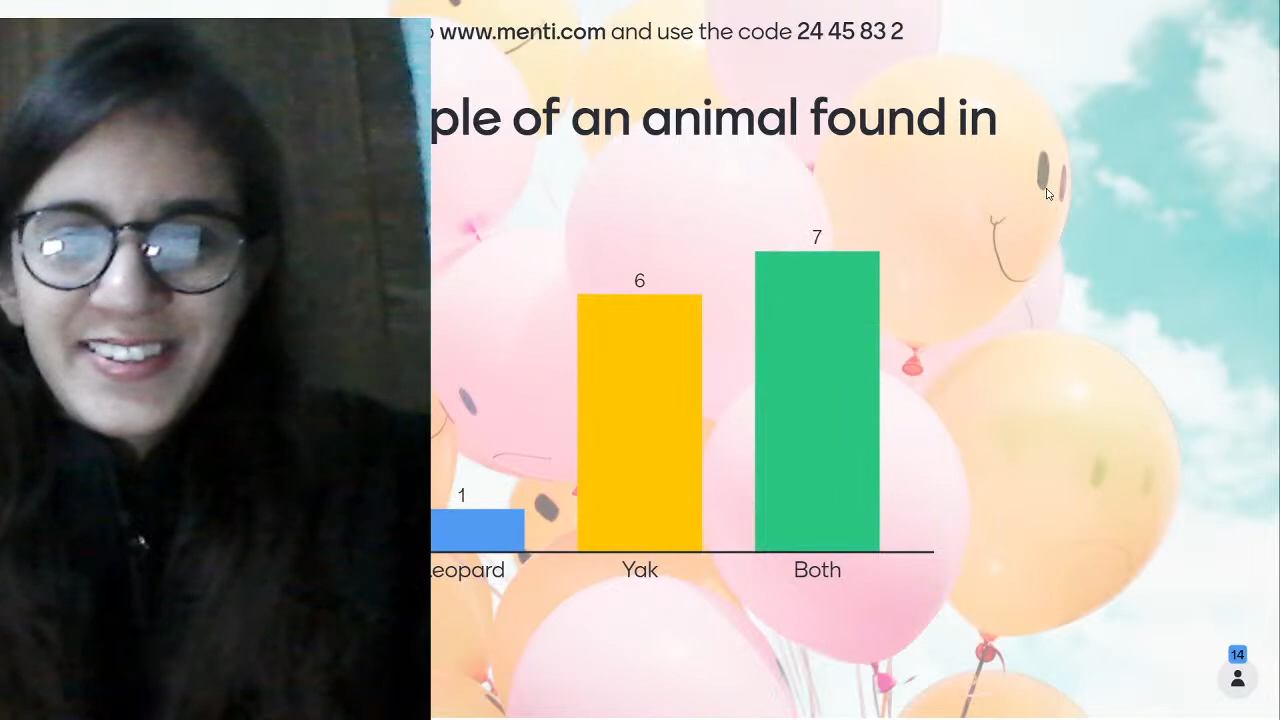 www.menti.com and use the code 24 45 83 2
ple of an animal found in
7
6
1
eopard
Yak
Both
14